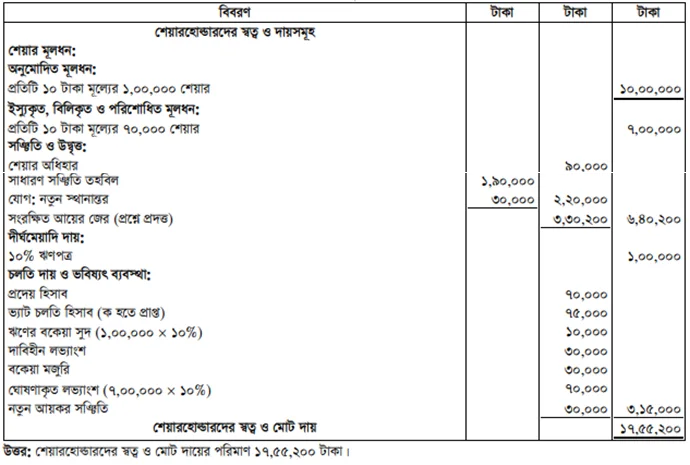 বিবরণ টাকা টাকা টাকা
শেয়ারহোল্ডারদের স্বত্ব ও দায়সমূহ
শেয়ার মূলধন:
অনুমোদিত মূলধন:
প্রতিটি ১০ টাকা মূল্যের ১,০০,০০০ শেয়ার ১০,০০,০০০
ইস্যুকৃত, বিলিকৃত ও পরিশোধিত মূলধন:
প্রতিটি ১০ টাকা মূল্যের ৭০,০০০ শেয়ার ৭,০০,০০০
সঞ্চিতি ও উদ্বৃত্ত:
শেয়ার অধিহার ৯০,০০০
সাধারণ সঞ্চিতি তহবিল ১,৯০,০০০
যোগ: নতুন স্থানান্তর ৩০,০০০ ২,২০,০০০
সংরক্ষিত আয়ের জের (প্রশ্নে প্রদত্ত) ৩,৩০,২০০ ৬,৪০,২০০
দীর্ঘমেয়াদি দায়:
১০% ঋণপত্র ১,০০,০০০
চলতি দায় ও ভবিষ্যৎ ব্যবস্থা:
প্রদেয় হিসাব ৭০,০০০
ভ্যাট চলতি হিসাব (ক হতে প্রাপ্ত) ৭৫,০০০
ঋণের বকেয়া সুদ (১,০০,০০০ × ১০%) ১০,০০০
দাবিহীন লভ্যাংশ ৩০,০০০
বকেয়া মজুরি ৩০,০০০
ঘোষণাকৃত লভ্যাংশ (৭,০০,০০০ × ১০%) ৭০,০০০
নতুন আয়কর সঞ্চিতি ৩০,০০০ ৩,১৫,০০০
শেয়ারহোল্ডারদের স্বত্ব ও মোট দায় ১৭,৫৫,২০০
উত্তর: শেয়ারহোল্ডারদের স্বত্ব ও মোট দায়ের পরিমাণ ১৭,৫৫,২০০ টাকা।